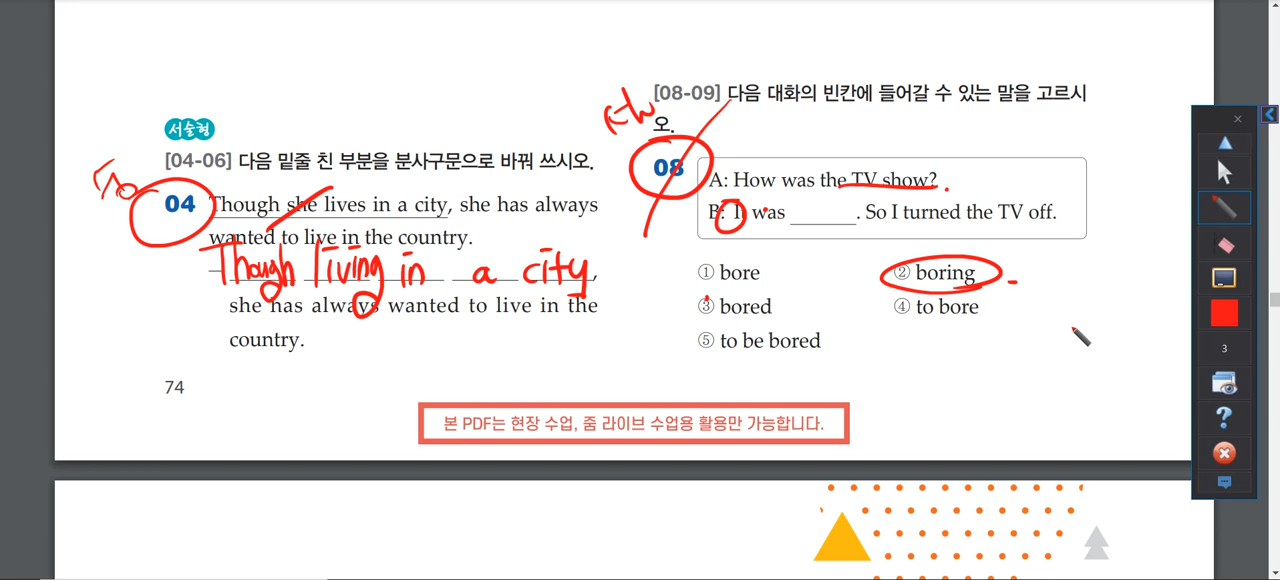 서술형
[04-06] 다음 밑줄 친 부분을 분사구문으로 바꿔 쓰시오.
04 Though she lives in a city, she has always
wanted to live in the country.
Though living in a city,
she has always wanted to live in the
country.
74
[08-09] 다음 대화의 빈칸에 들어갈 수 있는 말을 고르시
오.
08
A: How was the TV show?
B: It was ________. So I turned the TV off.
① bore
② boring
③ bored
④ to bore
⑤ to be bored
본 PDF는 현장 수업, 줌 라이브 수업용 활용만 가능합니다.
3